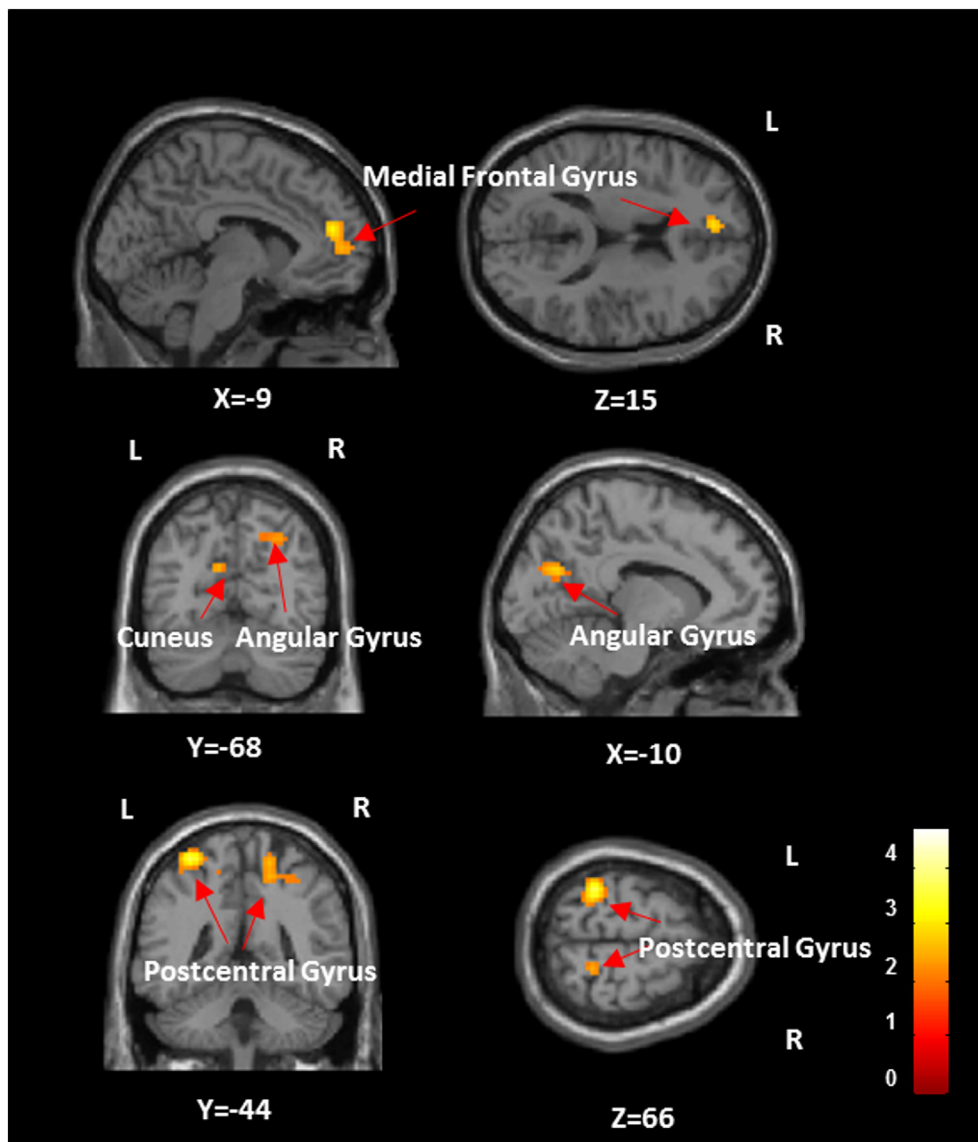 L
Medial Frontal Gyrus
R
X=-9
Z=15
L
R
Cuneus
Angular Gyrus
Angular Gyrus
Y=-68
X=-10
L
R
L
4
3
Postcentral Gyrus
Postcentral Gyrus
2
1
R
0
Y=-44
Z=66